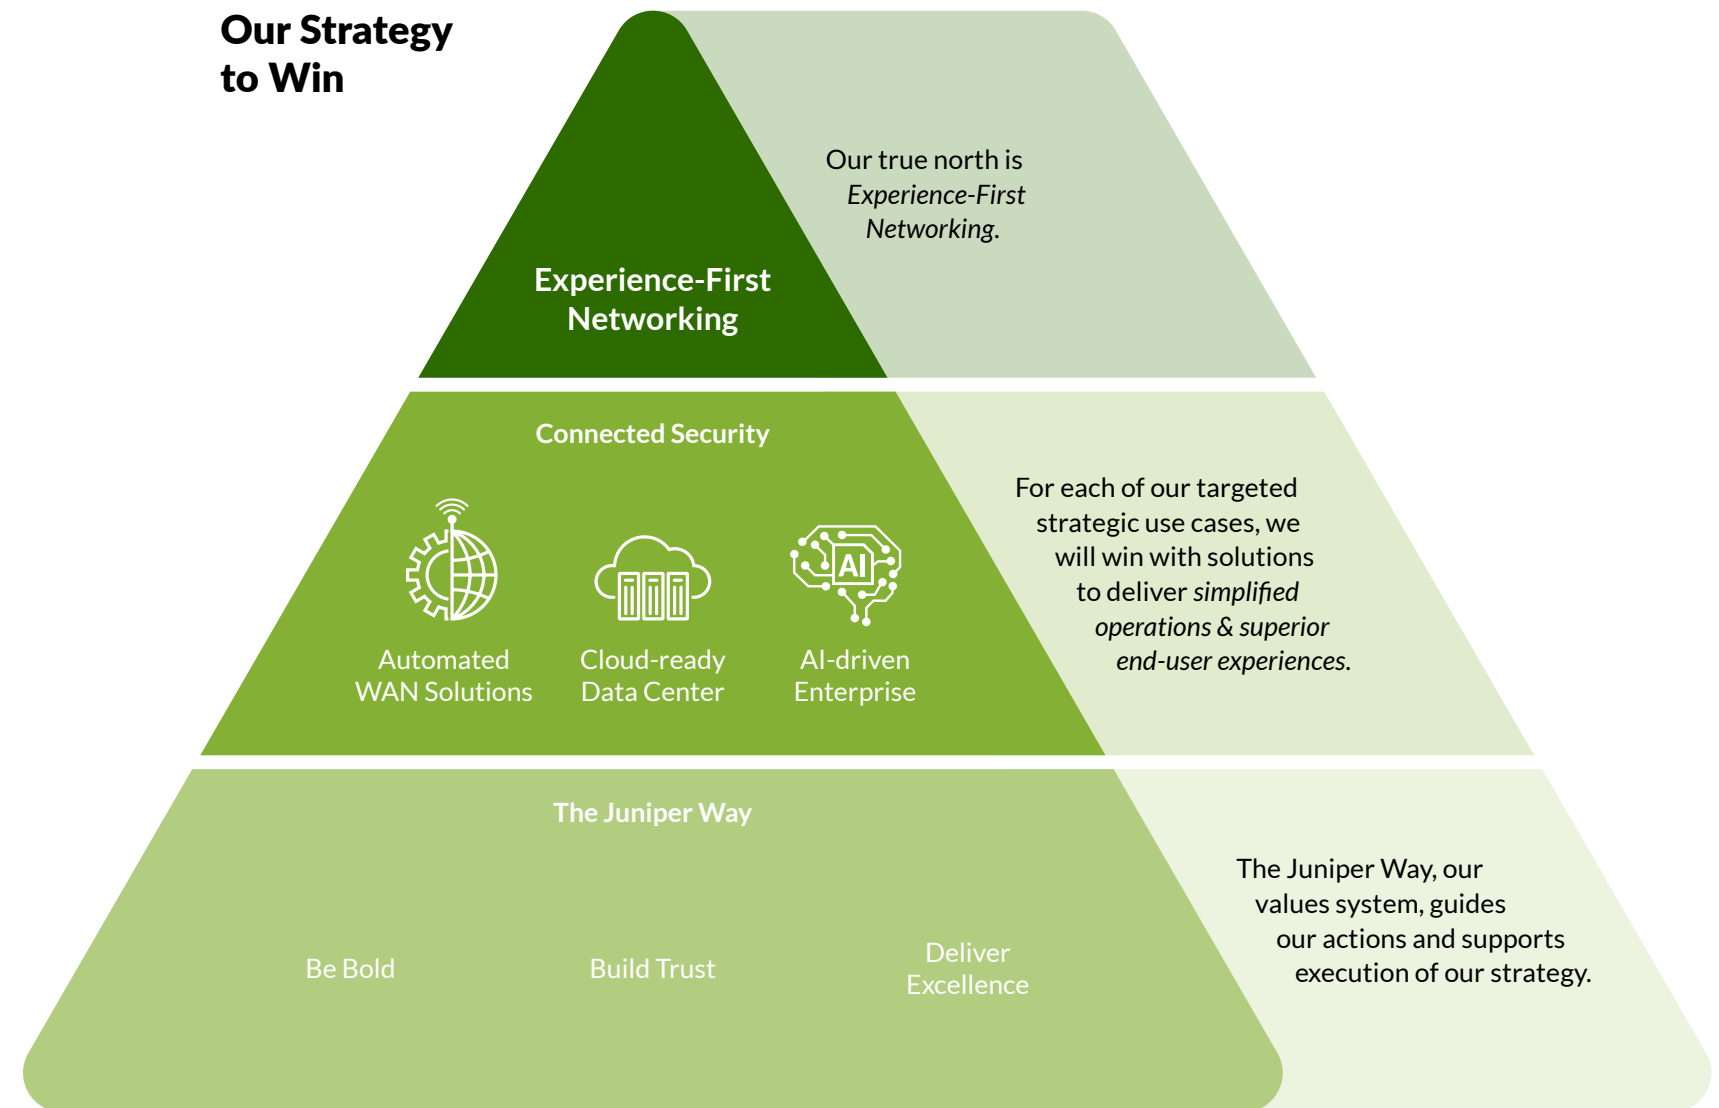 Our Strategy
to Win
Experience-First
Networking
Our true north is
Experience-First
Networking.
Connected Security
AI
Automated
WAN Solutions
Cloud-ready
Data Center
AI-driven
Enterprise
For each of our targeted
strategic use cases, we
will win with solutions
to deliver simplified
operations & superior
end-user experiences.
The Juniper Way
Be Bold
Build Trust
Deliver
Excellence
The Juniper Way, our
values system, guides
our actions and supports
execution of our strategy.